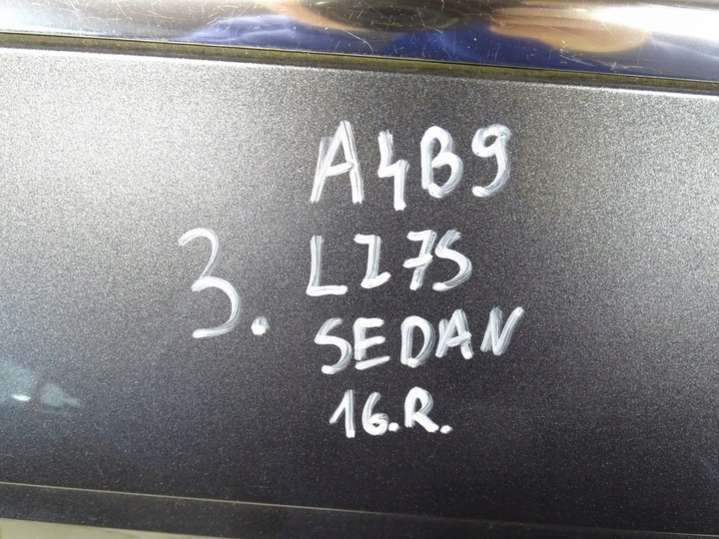 A4B9
3. LZ7S
SEDAN
16.R.